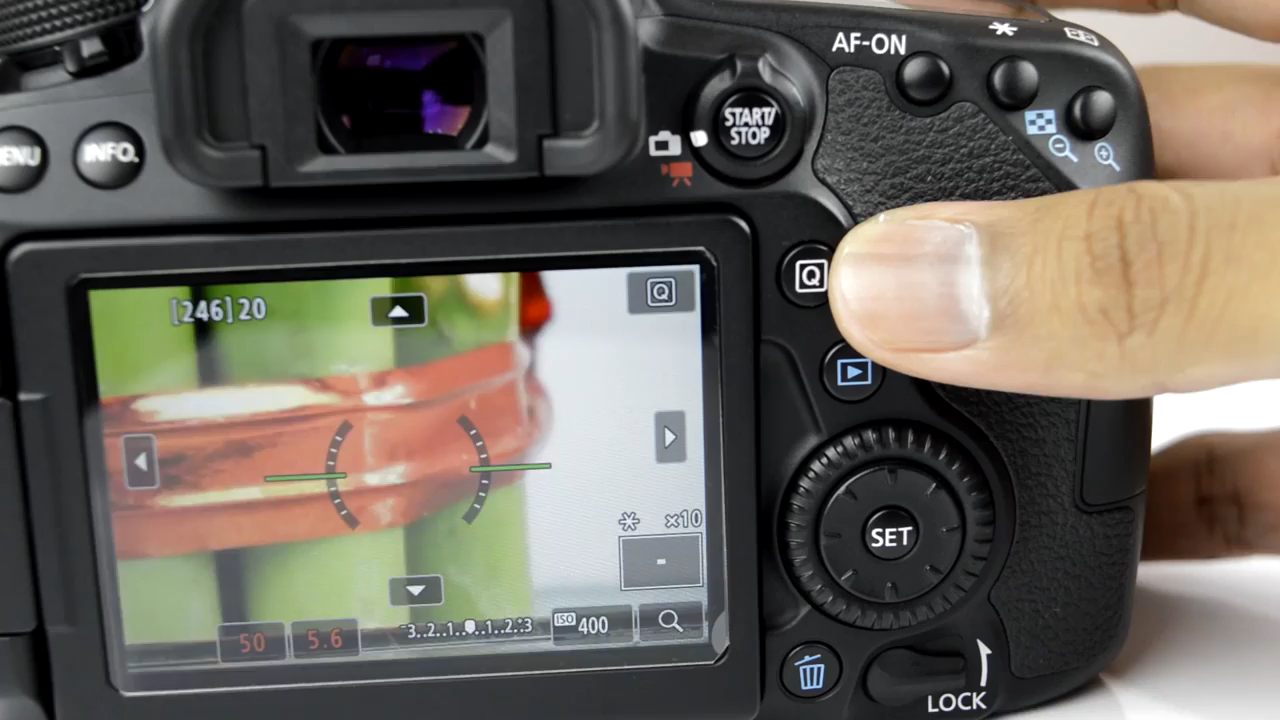 AF-ON
START/
STOP
MENU
INFO.
Q
[246]20
Q
SET
×10
50
5.6
-3..2..1..0..1..2..:3
ISO
400
LOCK